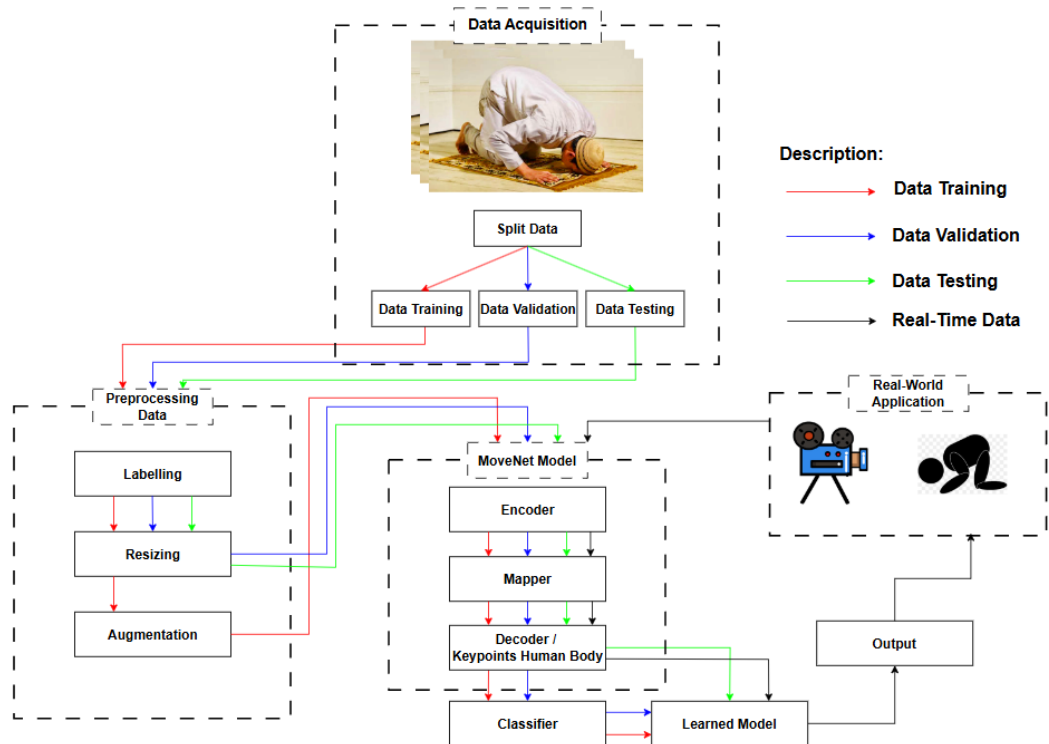 Data Acquisition
Split Data
Data Training
Data Validation
Data Testing
Description:
Data Training
Data Validation
Data Testing
Real-Time Data
Preprocessing
Data
Labelling
Resizing
Augmentation
MoveNet Model
Encoder
Mapper
Decoder /
Keypoints Human Body
Classifier
Learned Model
Real-World
Application
Output